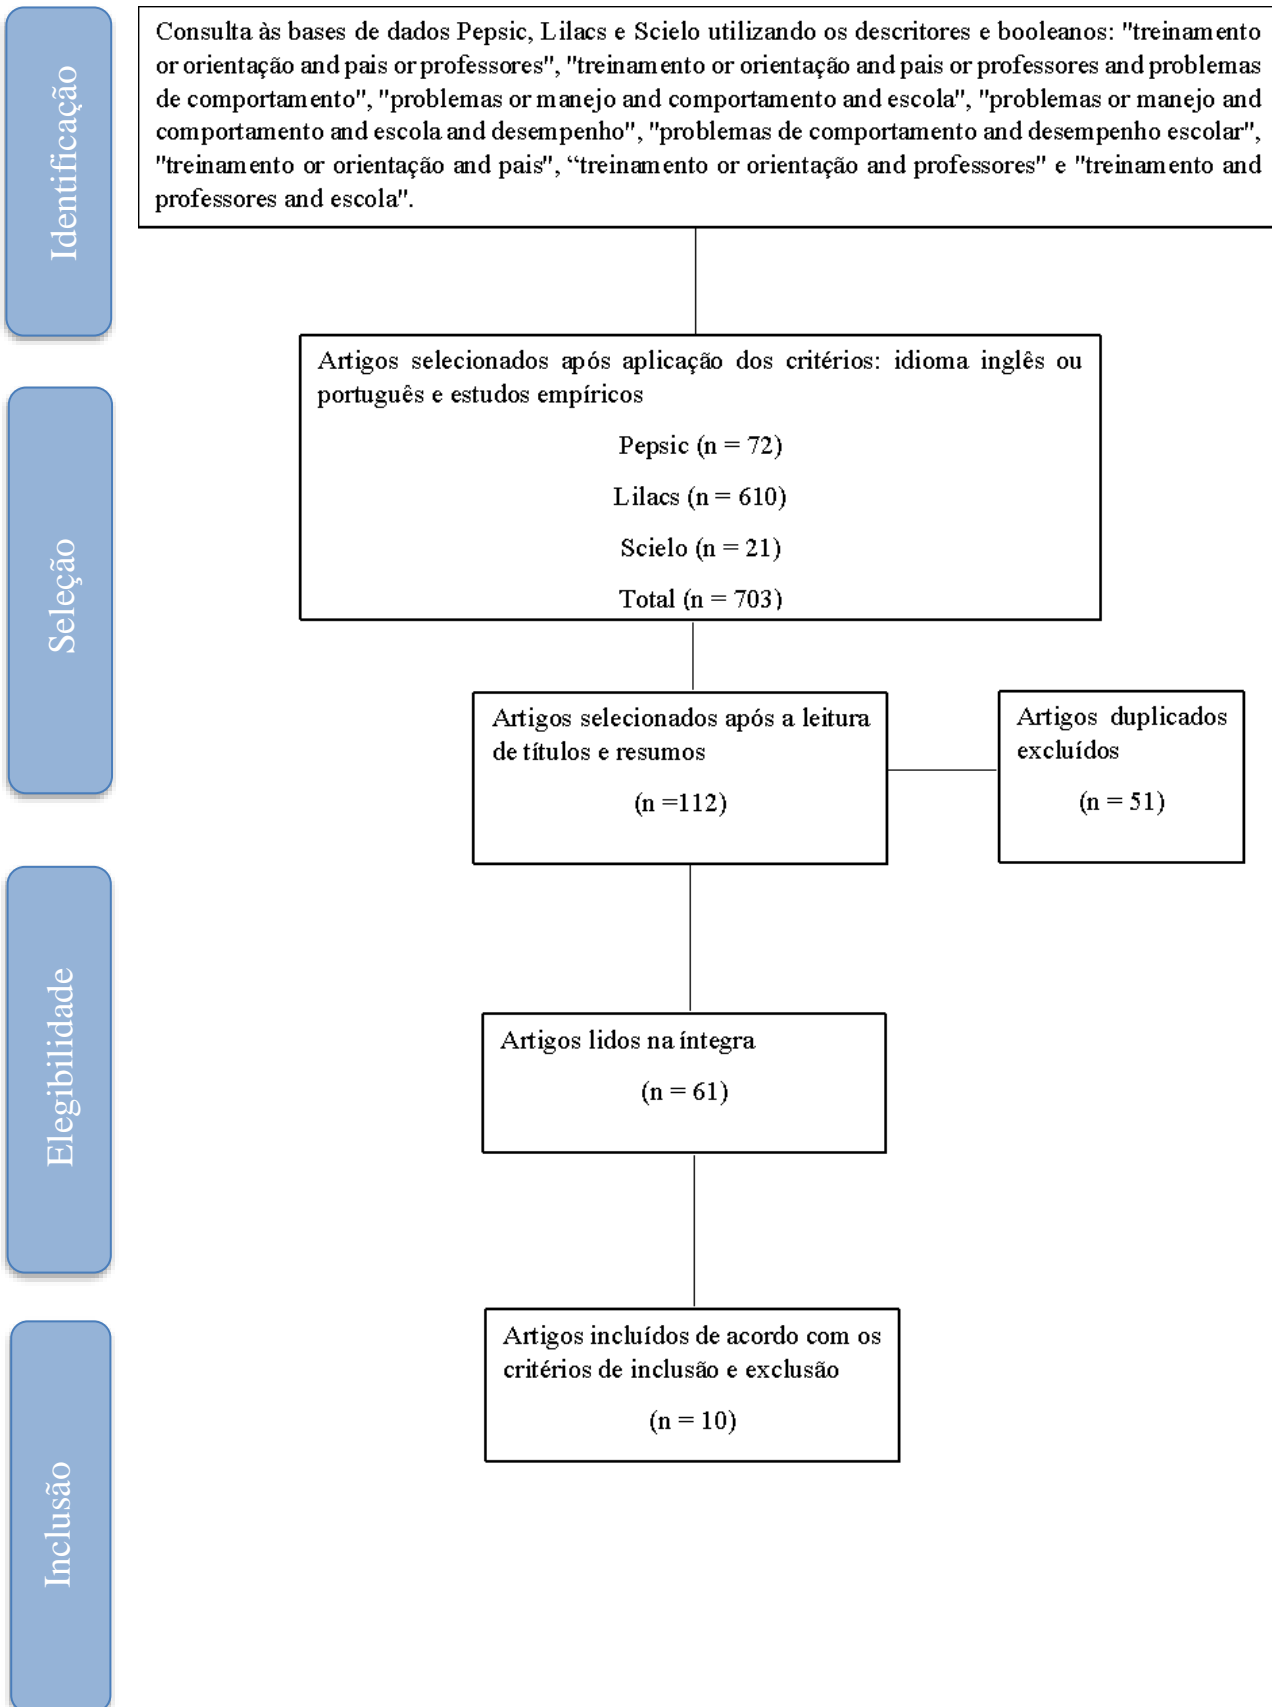 Identificação
Consulta às bases de dados Pepsic, Lilacs e Scielo utilizando os descritores e booleanos: "treinamento
or orientação and pais or professores", "treinamento or orientação and pais or professores and problemas
de comportamento", "problemas or manejo and comportamento and escola", "problemas or manejo and
comportamento and escola and desempenho", "problemas de comportamento and desempenho escolar",
"treinamento or orientação and pais", “treinamento or orientação and professores" e "treinamento and
professores and escola".
Seleção
Artigos selecionados após aplicação dos critérios: idioma inglês ou
português e estudos empíricos
Pepsic (n = 72)
Lilacs (n = 610)
Scielo (n = 21)
Total (n = 703)
Artigos selecionados após a leitura
de títulos e resumos
(n =112)
Artigos duplicados
excluídos
(n = 51)
Elegibilidade
Artigos lidos na íntegra
(n = 61)
Inclusão
Artigos incluídos de acordo com os
critérios de inclusão e exclusão
(n = 10)